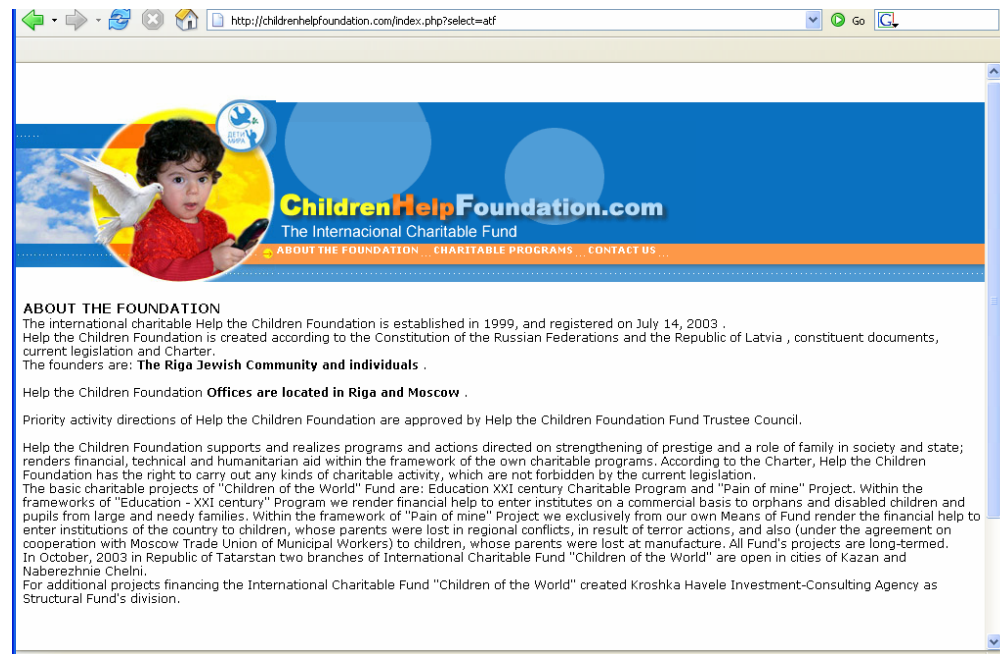 http://childrenhelpfoundation.com/index.php?select=atf
Go
G
ДЕТИ
МИРА
ChildrenHelpFoundation.com
The Internacional Charitable Fund
ABOUT THE FOUNDATION ... CHARITABLE PROGRAMS ... CONTACT US ...
ABOUT THE FOUNDATION
The international charitable Help the Children Foundation is established in 1999, and registered on July 14, 2003 .
Help the Children Foundation is created according to the Constitution of the Russian Federations and the Republic of Latvia , constituent documents,
current legislation and Charter.
The founders are: The Riga Jewish Community and individuals .
Help the Children Foundation Offices are located in Riga and Moscow .
Priority activity directions of Help the Children Foundation are approved by Help the Children Foundation Fund Trustee Council.
Help the Children Foundation supports and realizes programs and actions directed on strengthening of prestige and a role of family in society and state;
renders financial, technical and humanitarian aid within the framework of the own charitable programs. According to the Charter, Help the Children
Foundation has the right to carry out any kinds of charitable activity, which are not forbidden by the current legislation.
The basic charitable projects of "Children of the World" Fund are: Education XXI century Charitable Program and "Pain of mine" Project. Within the
frameworks of "Education - XXI century" Program we render financial help to enter institutes on a commercial basis to orphans and disabled children and
pupils from large and needy families. Within the framework of "Pain of mine" Project we exclusively from our own Means of Fund render the financial help to
enter institutions of the country to children, whose parents were lost in regional conflicts, in result of terror actions, and also (under the agreement on
cooperation with Moscow Trade Union of Municipal Workers) to children, whose parents were lost at manufacture. All Fund's projects are long-termed.
In October, 2003 in Republic of Tatarstan two branches of International Charitable Fund "Children of the World" are open in cities of Kazan and
Naberezhnie Chelni.
For additional projects financing the International Charitable Fund "Children of the World" created Kroshka Havele Investment-Consulting Agency as
Structural Fund's division.